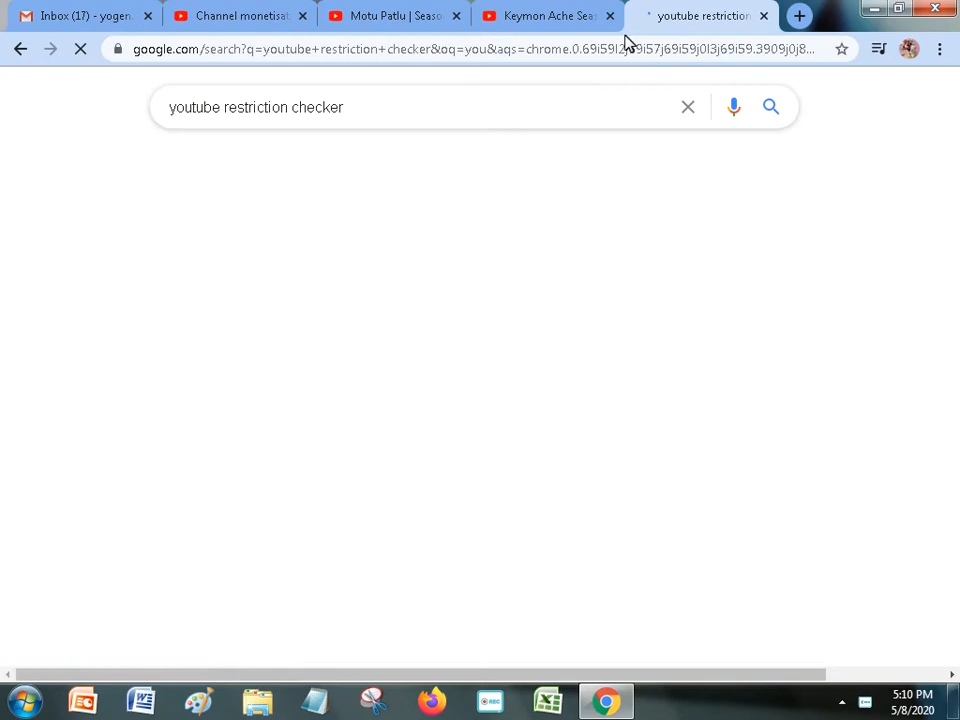 Inbox (17) - yogen
Channel monetisat
Motu Patlu | Seaso
Keymon Ache Seas
youtube restriction
google.com/search?q=youtube+restriction+checker&oq=you&aqs=chrome.0.69i59l2j69i57j69i59j0l3j69i59.3909j0j8...
youtube restriction checker
5:10 PM
5/8/2020